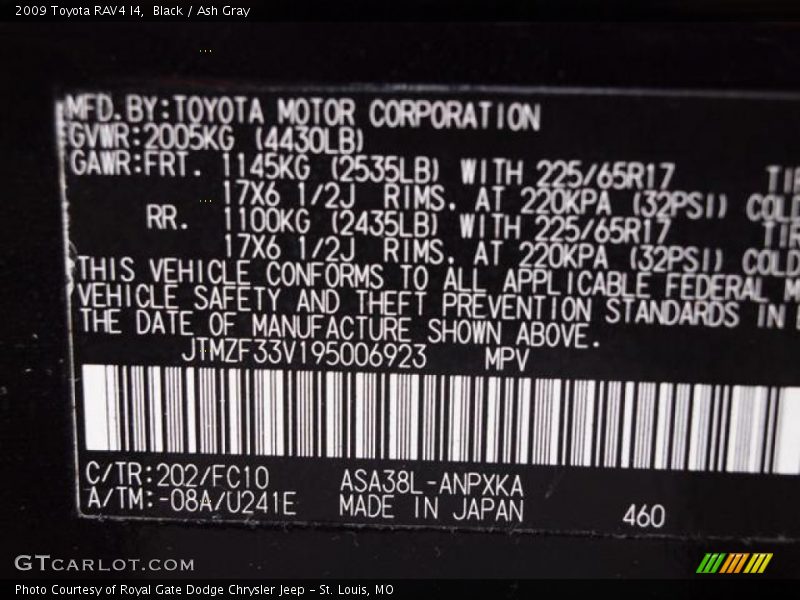 2009 Toyota RAV4 I4,  Black / Ash Gray
MFD.BY:TOYOTA MOTOR CORPORATION
GVWR:2005KG (4430LB)
GAWR:FRT. 1145KG (2535LB) WITH 225/65R17
17X6 1/2J RIMS. AT 220KPA (32PSI) COLD
RR. 1100KG (2435LB) WITH 225/65R17
17X6 1/2J RIMS. AT 220KPA (32PSI) COLD
THIS VEHICLE CONFORMS TO ALL APPLICABLE FEDERAL
VEHICLE SAFETY AND THEFT PREVENTION STANDARDS IN
THE DATE OF MANUFACTURE SHOWN ABOVE.
JTMZF33V195006923 MPV
C/TR:202/FC10 ASA38L-ANPXKA
A/TM:-08A/U241E MADE IN JAPAN 460
GTCARLOT.COM
Photo Courtesy of Royal Gate Dodge Chrysler Jeep - St. Louis, MO